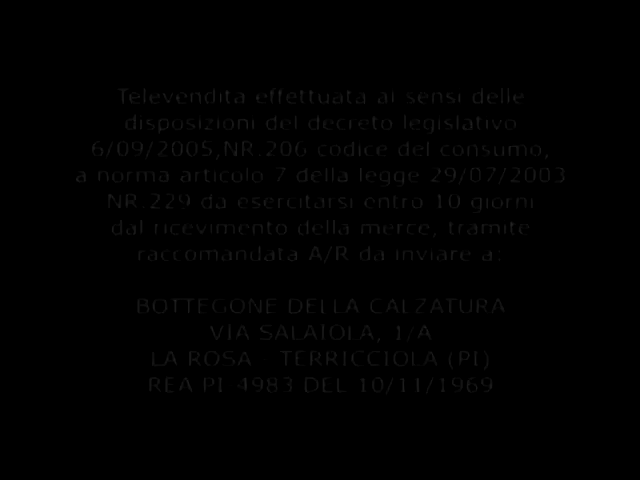 Televendita effettuata ai sensi delle
disposizioni del decreto legislativo
6/09/2005,NR.206 codice del consumo,
a norma articolo 7 della legge 29/07/2003
NR.229 da esercitarsi entro 10 giorni
dal ricevimento della merce, tramite
raccomandata A/R da inviare a:
BOTTEGONE DELLA CALZATURA
VIA SALAIOLA, 1/A
LA ROSA TERRICCIOLA (PI)
REA PI 4983 DEL 10/11/1969